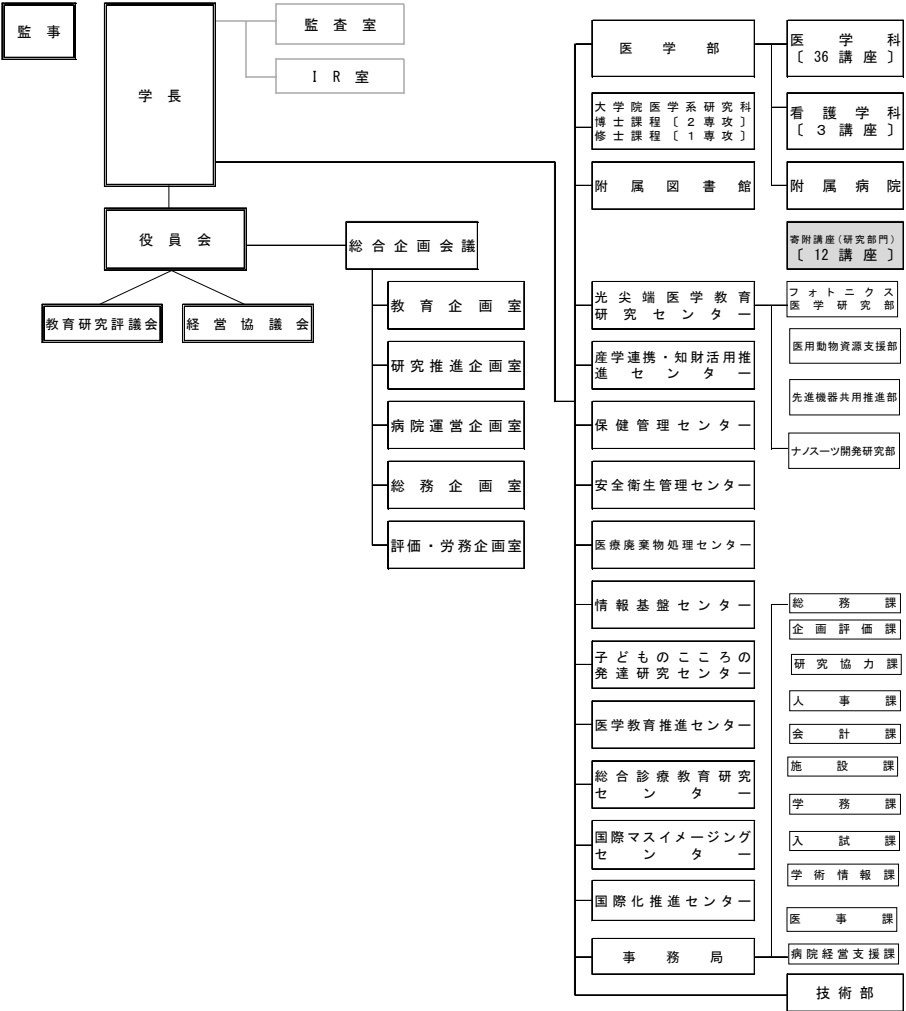 監事
学長
監査室
ＩＲ室
役員会
教育研究評議会
経営協議会
総合企画会議
教育企画室
研究推進企画室
病院運営企画室
総務企画室
評価・労務企画室
医学部
大学院医学系研究科
博士課程〔２専攻〕
修士課程〔１専攻〕
附属図書館
光尖端医学教育
研究センター
産学連携・知財活用推
進センター
保健管理センター
安全衛生管理センター
医療廃棄物処理センター
情報基盤センター
子どものこころの
発達研究センター
医学教育推進センター
総合診療教育研究
センター
国際マスイメージング
センター
国際化推進センター
事務局
医学科
〔36講座〕
看護学科
〔３講座〕
附属病院
寄附講座(研究部門)
〔12講座〕
フォトニクス
医学研究部
医用動物資源支援部
先進機器共用推進部
ナノスーツ開発研究部
総務課
企画評価課
研究協力課
人事課
会計課
施設課
学務課
入試課
学術情報課
医事課
病院経営支援課
技術部